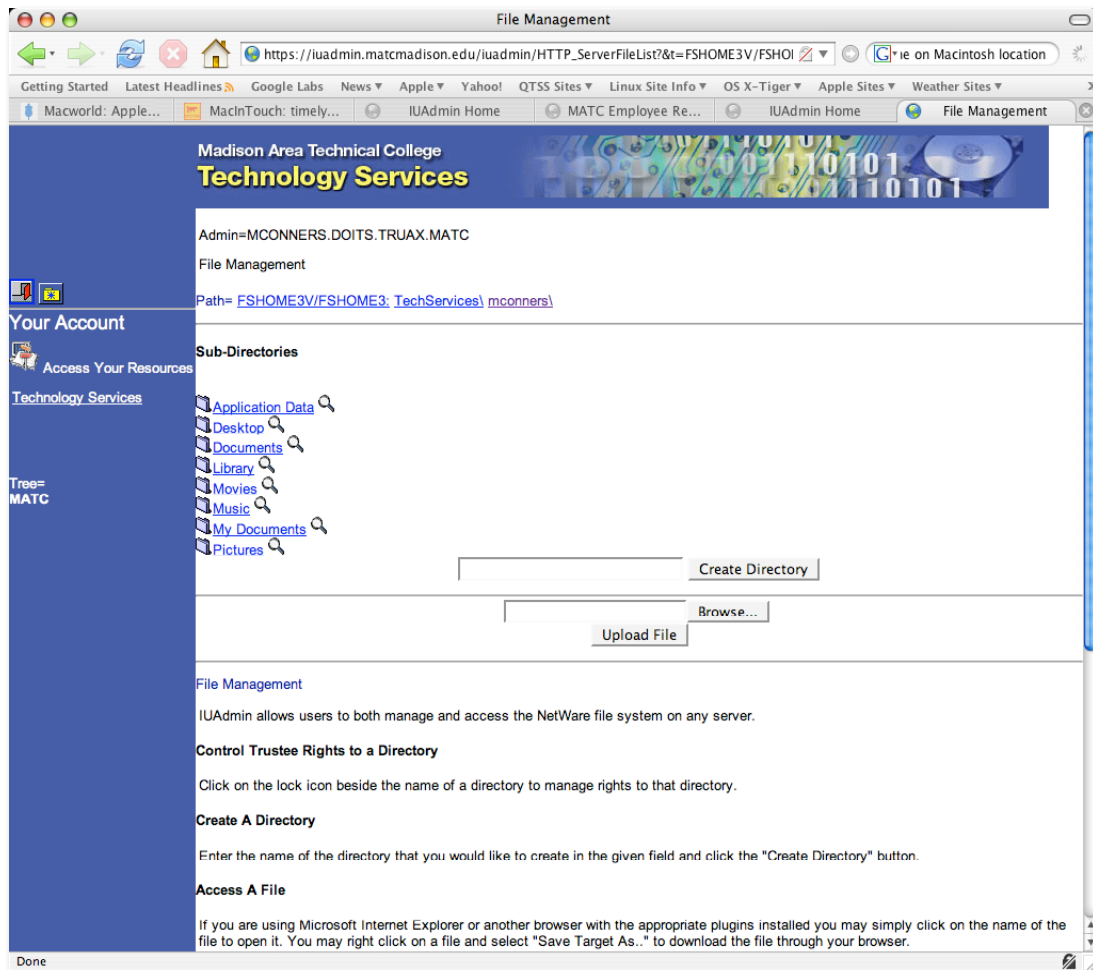 File Management
https://iuadmin.matcmadison.edu/iuadmin/HTTP_ServerFileList?&t=FSHOME3V/FSHOI
on Macintosh location
Getting Started Latest Headlines Google Labs News Apple Yahoo! QTSS Sites Linux Site Info OS X-Tiger Apple Sites Weather Sites
Macworld: Apple... MacInTouch: timely... IUAdmin Home MATC Employee Re... IUAdmin Home File Management
Madison Area Technical College
Technology Services
Admin=MCONNERS.DOITS.TRUAX.MATC
File Management
Path= FSHOME3V/FSHOME3: TechServices\ mconners\
Your Account
Access Your Resources
Technology Services
Tree=
MATC
Sub-Directories
Application Data
Desktop
Documents
Library
Movies
Music
My Documents
Pictures
Create Directory
Browse...
Upload File
File Management
IUAdmin allows users to both manage and access the NetWare file system on any server.
Control Trustee Rights to a Directory
Click on the lock icon beside the name of a directory to manage rights to that directory.
Create A Directory
Enter the name of the directory that you would like to create in the given field and click the "Create Directory" button.
Access A File
If you are using Microsoft Internet Explorer or another browser with the appropriate plugins installed you may simply click on the name of the
file to open it. You may right click on a file and select "Save Target As.." to download the file through your browser.
Done